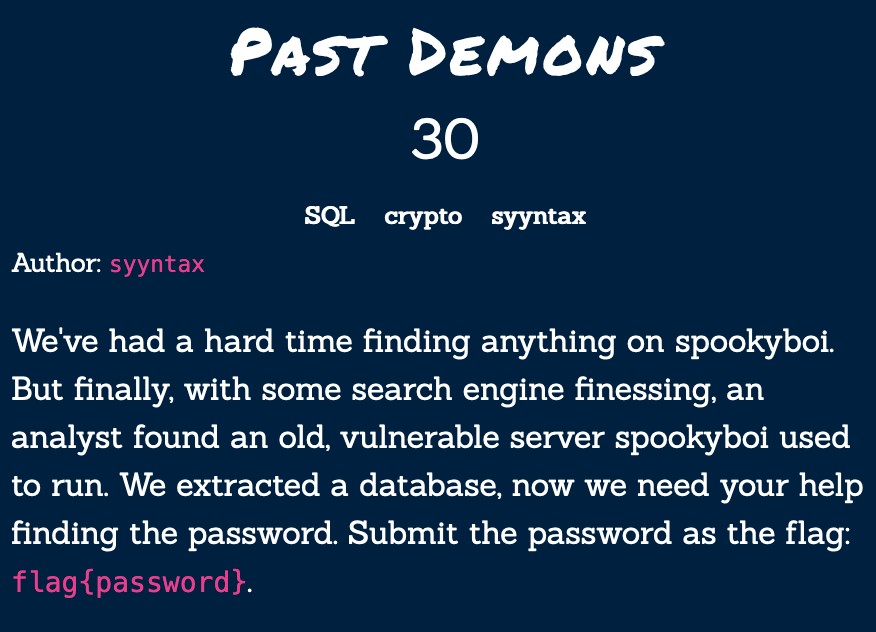 Past Demons
30
SQL crypto syyntax
Author: syyntax
We've had a hard time finding anything on spookyboi.
But finally, with some search engine finessing, an
analyst found an old, vulnerable server spookyboi used
to run. We extracted a database, now we need your help
finding the password. Submit the password as the flag:
flag{password}.